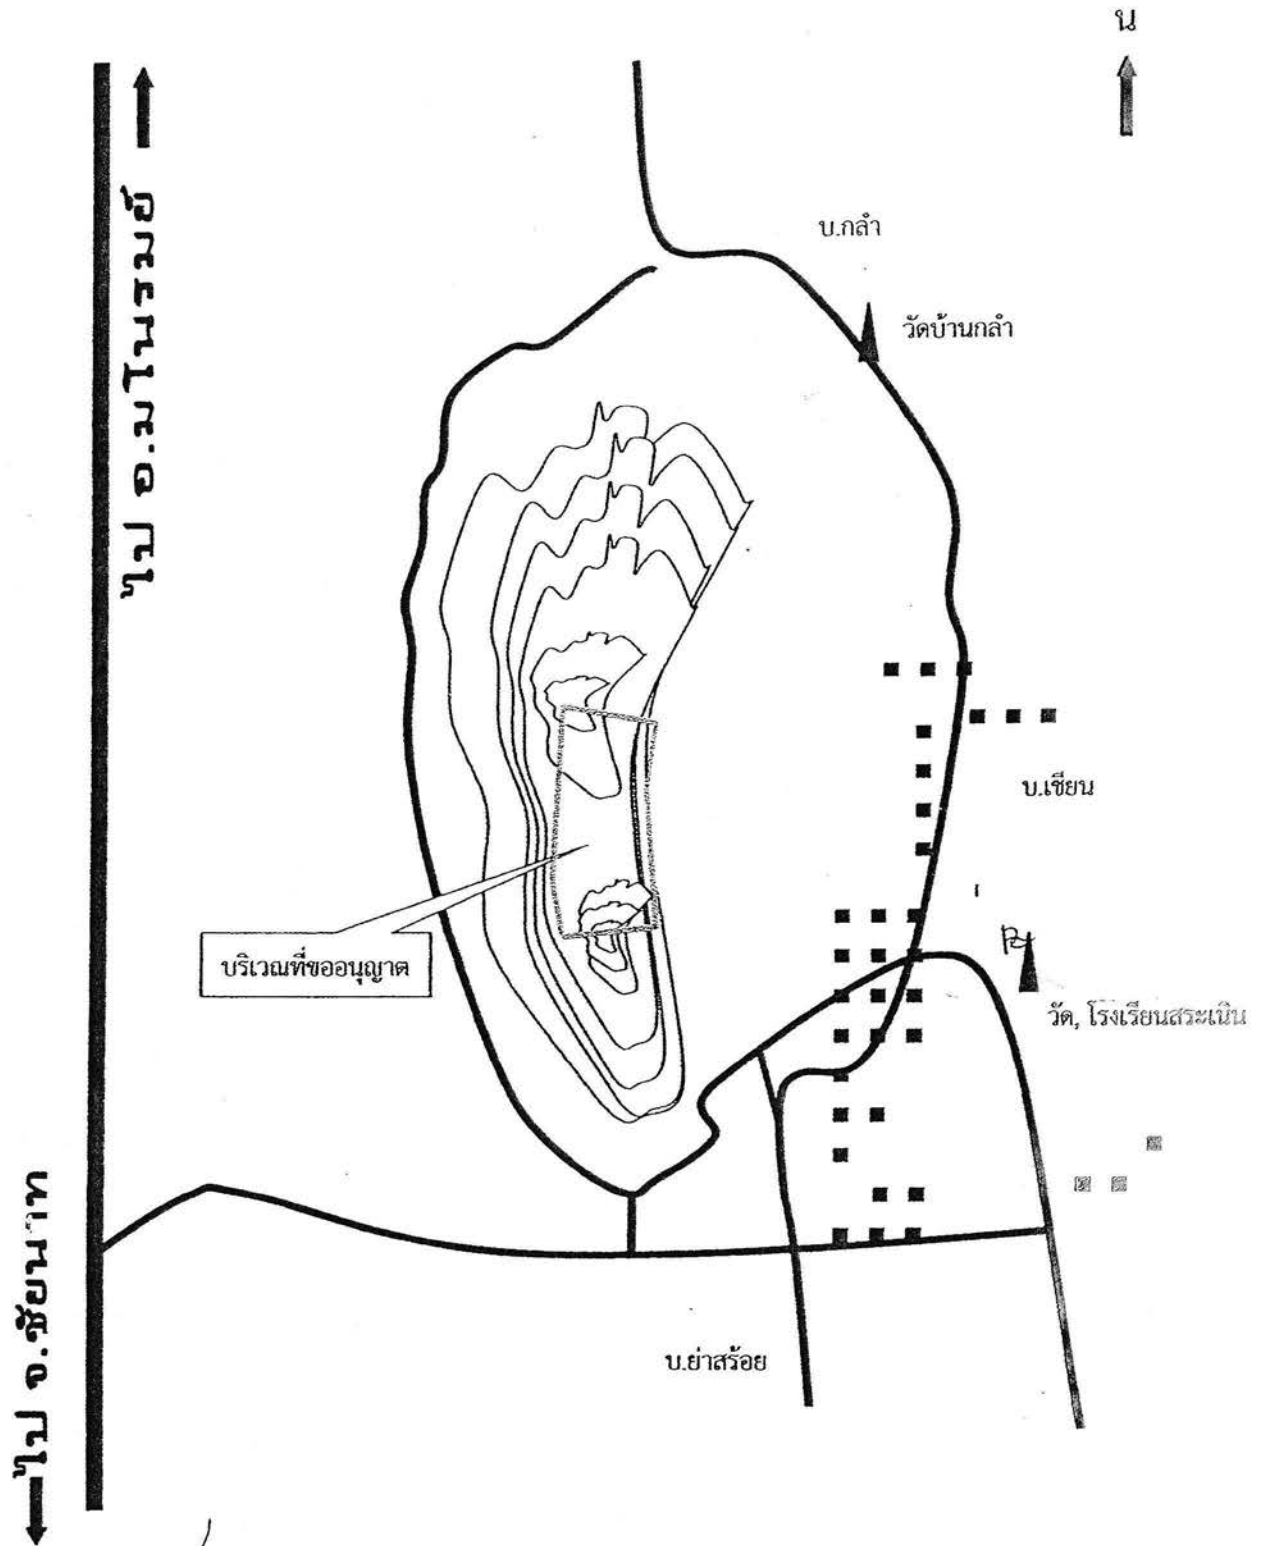 น
ไป อ.มโนรมย์
บ.กล่ำ
วัดบ้านกล่ำ
บ.เขียน
บริเวณที่ขออนุญาต
วัด, โรงเรียนสระเนิน
บ.ย่าสร้อย
ไป จ.ชัยนาท